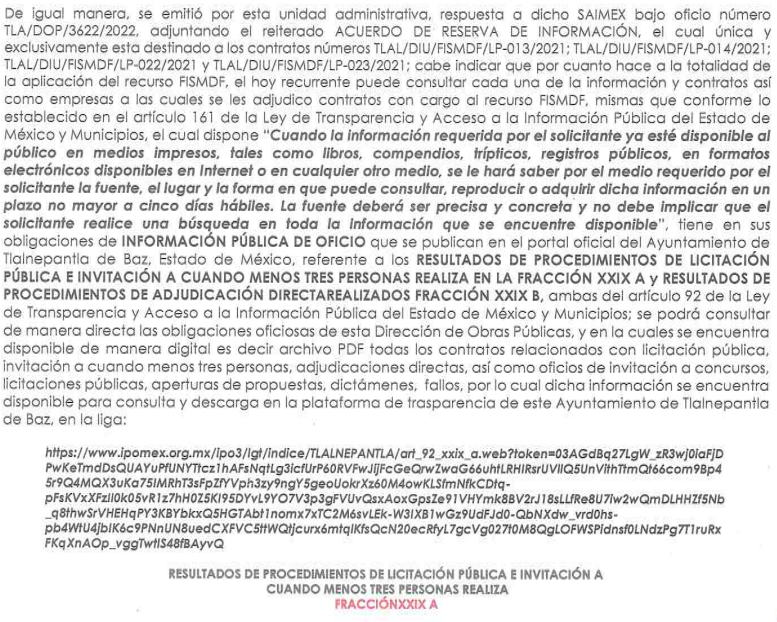 De igual manera, se emitió por esta unidad administrativa, respuesta a dicho SAIMEX bajo oficio número
TLA/DOP/3622/2022, adjuntando el reiterado ACUERDO DE RESERVA DE INFORMACIÓN, el cual única y
exclusivamente esta destinado a los contratos números TLAL/DIU/FISMDF/LP-013/2021; TLAL/DIU/FISMDF/LP-014/2021;
TLAL/DIU/FISMDF/LP-022/2021 y TLAL/DIU/FISMDF/LP-023/2021; cabe indicar que por cuanto hace a la totalidad de
la aplicación del recurso FISMDF, el hoy recurrente puede consultar cada una de la información y contratos así
como empresas a las cuales se les adjudico contratos con cargo al recurso FISMDF, mismas que conforme lo
establecido en el artículo 161 de la Ley de Transparencia y Acceso a la Información Pública del Estado de
México y Municipios, el cual dispone "Cuando la información requerida por el solicitante ya esté disponible al
público en medios impresos, tales como libros, compendios, trípticos, registros públicos, en formatos
electrónicos disponibles en Internet o en cualquier otro medio, se le hará saber por el medio requerido por el
solicitante la fuente, el lugar y la forma en que puede consultar, reproducir o adquirir dicha información en un
plazo no mayor a cinco días hábiles. La fuente deberá ser precisa y concreta y no debe implicar que el
solicitante realice una búsqueda en toda la información que se encuentre disponible", tiene en sus
obligaciones de INFORMACIÓN PÚBLICA DE OFICIO que se publican en el portal oficial del Ayuntamiento de
Tlalnepantla de Baz, Estado de México, referente a los RESULTADOS DE PROCEDIMIENTOS DE LICITACIÓN
PÚBLICA E INVITACIÓN A CUANDO MENOS TRES PERSONAS REALIZA EN LA FRACCIÓN XXIX A y RESULTADOS DE
PROCEDIMIENTOS DE ADJUDICACIÓN DIRECTAREALIZADOS FRACCIÓN XXIX B, ambas del artículo 92 de la Ley
de Transparencia y Acceso a la Información Pública del Estado de México y Municipios; se podrá consultar
de manera directa las obligaciones oficiosas de esta Dirección de Obras Públicas, y en la cuales se encuentra
disponible de manera digital es decir archivo PDF todas los contratos relacionados con licitación pública,
invitación a cuando menos tres personas, adjudicaciones directas, así como oficios de invitación a concursos,
licitaciones públicas, aperturas de propuestas, dictámenes, fallos, por lo cual dicha información se encuentra
disponible para consulta y descarga en la plataforma de trasparencia de este Ayuntamiento de Tlalnepantla
de Baz, en la liga:
https://www.ipomex.org.mx/ipo3/lgt/indice/TLALNEPANTLA/art_92_xxix_a.web?token=03AGdBq27LgW_zR3wj0iaFjD
RESULTADOS DE PROCEDIMIENTOS DE LICITACIÓN PÚBLICA E INVITACIÓN A
CUANDO MENOS TRES PERSONAS REALIZA
FRACCIÓNXXIX A